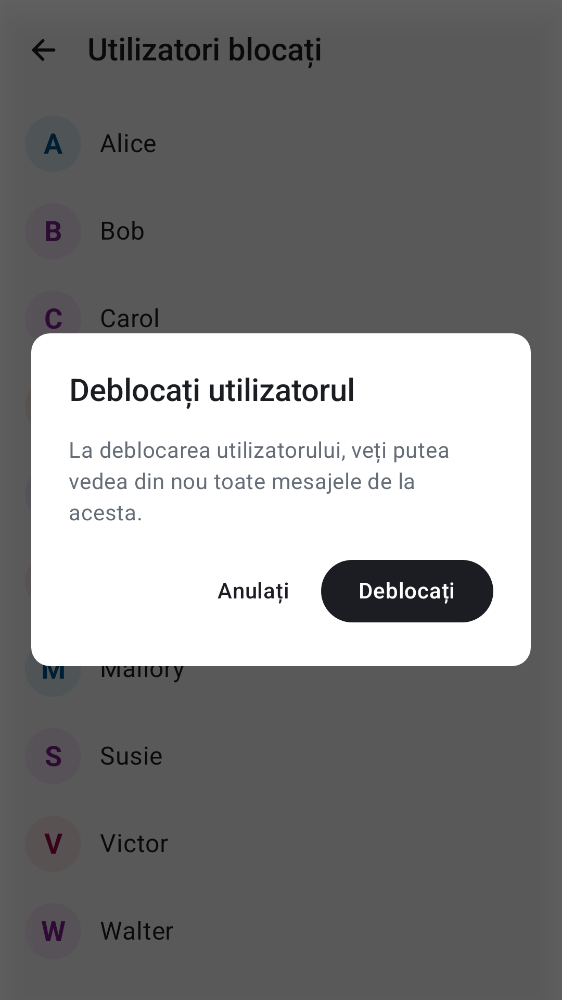 Utilizatori blocați
A Alice
B Bob
C Carol
Deblocați utilizatorul
La deblocarea utilizatorului, veți putea
vedea din nou toate mesajele de la
acesta.
Anulați Deblocați
M Mallory
S Susie
V Victor
W Walter